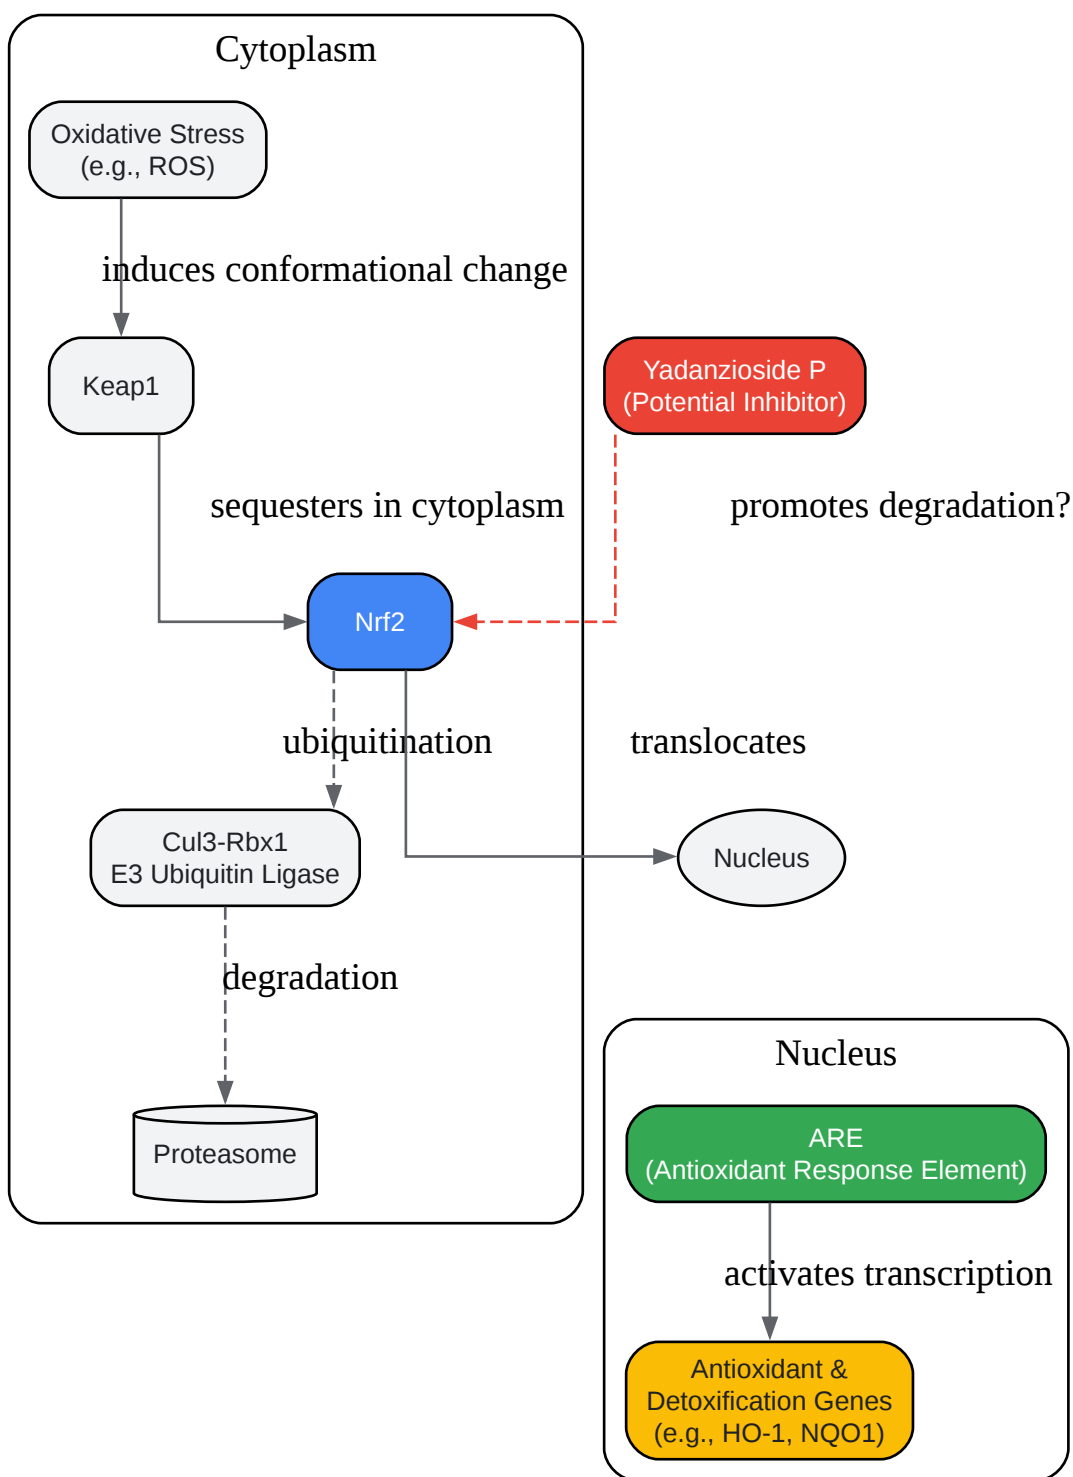 Cytoplasm
Oxidative Stress
(e.g., ROS)
induces conformational change
Keap1
Yadanzioside P
(Potential Inhibitor)
sequesters in cytoplasm
promotes degradation?
Nrf2
ubiquitination
translocates
Cul3-Rbx1
E3 Ubiquitin Ligase
Nucleus
degradation
Proteasome
Nucleus
ARE
(Antioxidant Response Element)
activates transcription
Antioxidant &
Detoxification Genes
(e.g., HO-1, NQO1)